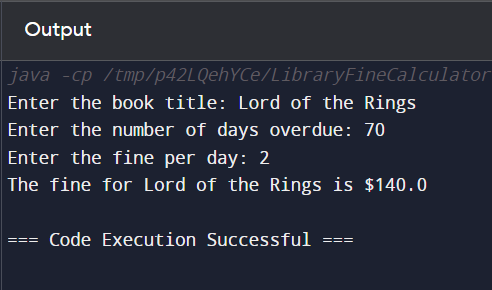 Output
java -cp /tmp/p42LQehYCe/LibraryFineCalculator
Enter the book title: Lord of the Rings
Enter the number of days overdue: 70
Enter the fine per day: 2
The fine for Lord of the Rings is $140.0
=== Code Execution Successful ===